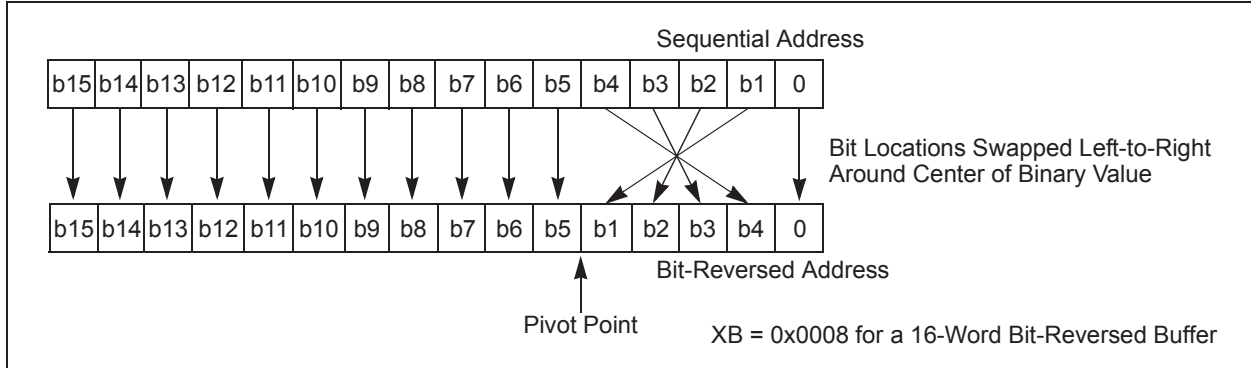 Sequential Address
b15 b14 b13 b12 b11 b10 b9 b8 b7 b6 b5 b4 b3 b2 b1 0
Bit Locations Swapped Left-to-Right
Around Center of Binary Value
b15 b14 b13 b12 b11 b10 b9 b8 b7 b6 b5 b1 b2 b3 b4 0
Bit-Reversed Address
Pivot Point
XB = 0x0008 for a 16-Word Bit-Reversed Buffer